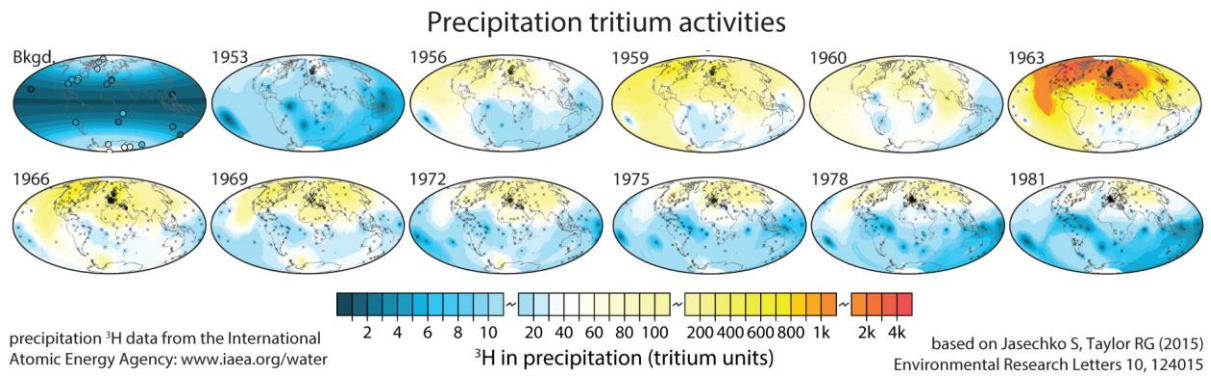 Precipitation tritium activities
Bkgd. 1953 1956 1959 1960 1963
1966 1969 1972 1975 1978 1981
2 4 6 8 10 ~ 20 40 60 80 100 ~ 200 400 600 800 1k ~ 2k 4k
³H in precipitation (tritium units)
precipitation ³H data from the International
Atomic Energy Agency: www.iaea.org/water
based on Jasechko S, Taylor RG (2015)
Environmental Research Letters 10, 124015